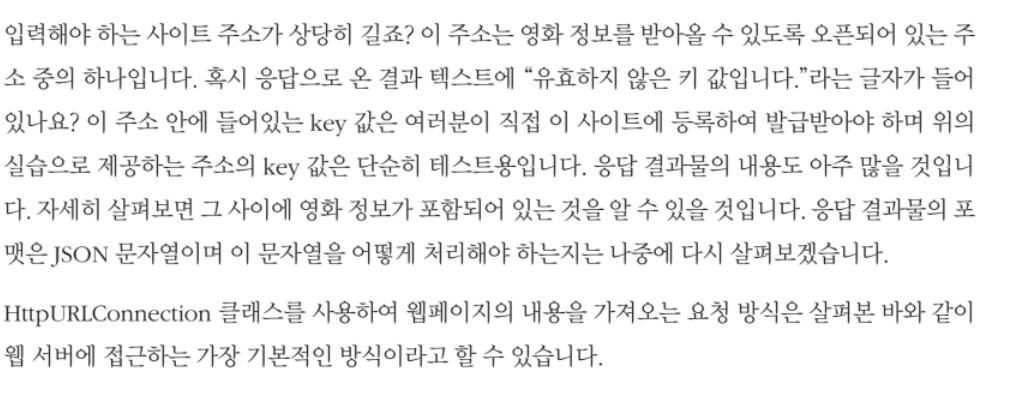 입력해야 하는 사이트 주소가 상당히 길죠? 이 주소는 영화 정보를 받아올 수 있도록 오픈되어 있는 주
소 중의 하나입니다. 혹시 응답으로 온 결과 텍스트에 “유효하지 않은 키 값입니다.”라는 글자가 들어
있나요? 이 주소 안에 들어있는 key 값은 여러분이 직접 이 사이트에 등록하여 발급받아야 하며 위의
실습으로 제공하는 주소의 key 값은 단순히 테스트용입니다. 응답 결과물의 내용도 아주 많을 것입니
다. 자세히 살펴보면 그 사이에 영화 정보가 포함되어 있는 것을 알 수 있을 것입니다. 응답 결과물의 포
맷은 JSON 문자열이며 이 문자열을 어떻게 처리해야 하는지는 나중에 다시 살펴보겠습니다.
HttpURLConnection 클래스를 사용하여 웹페이지의 내용을 가져오는 요청 방식은 살펴본 바와 같이
웹 서버에 접근하는 가장 기본적인 방식이라고 할 수 있습니다.